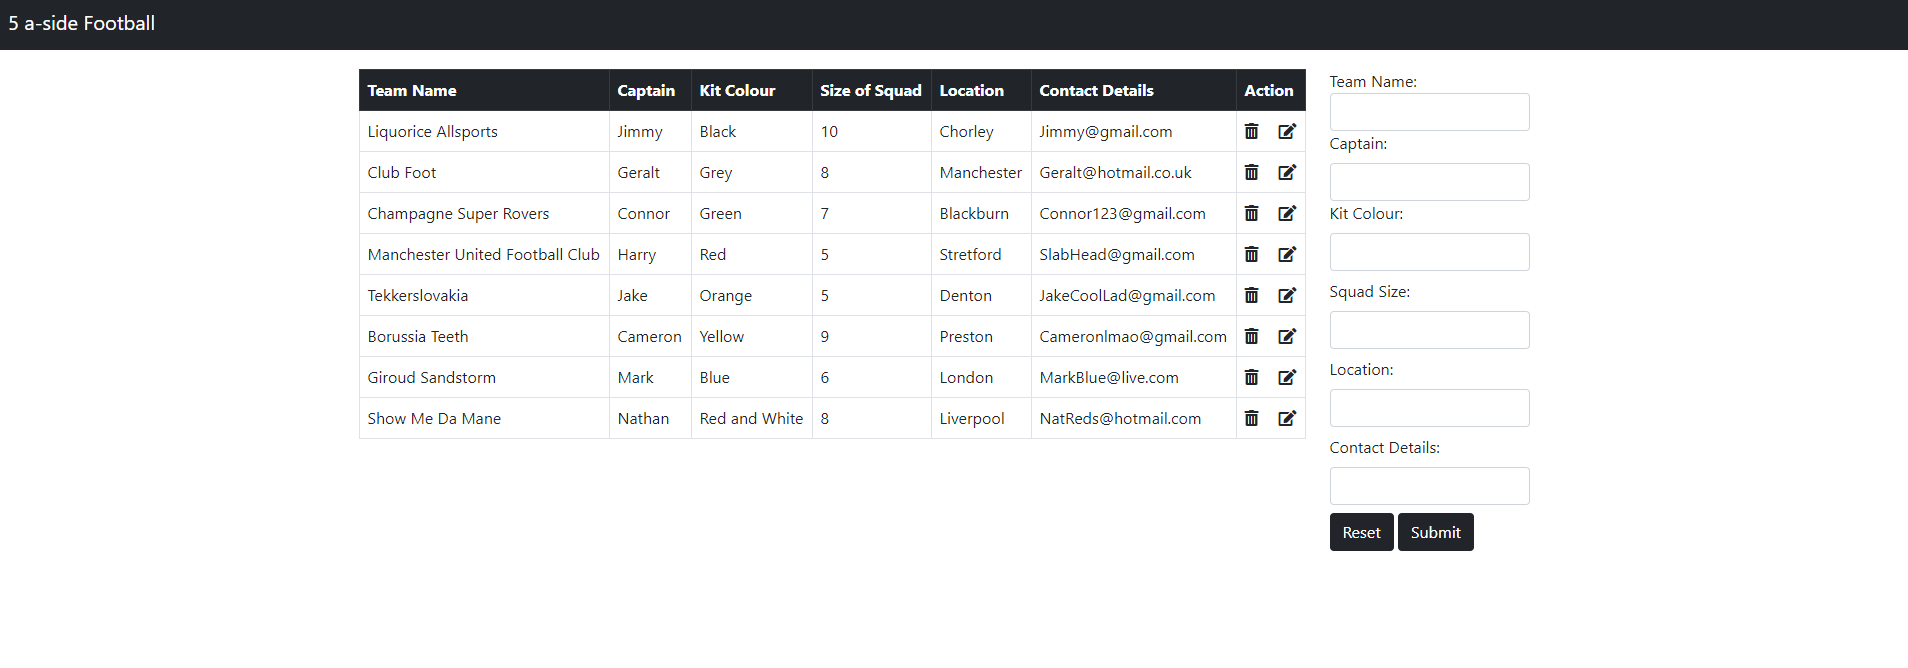 5 a-side Football
Team Name Captain Kit Colour Size of Squad Location Contact Details Action
Liquorice Allsports Jimmy Black 10 Chorley Jimmy@gmail.com
Club Foot Geralt Grey 8 Manchester Geralt@hotmail.co.uk
Champagne Super Rovers Connor Green 7 Blackburn Connor123@gmail.com
Manchester United Football Club Harry Red 5 Stretford SlabHead@gmail.com
Tekkerslovakia Jake Orange 5 Denton JakeCoolLad@gmail.com
Borussia Teeth Cameron Yellow 9 Preston Cameronlmao@gmail.com
Giroud Sandstorm Mark Blue 6 London MarkBlue@live.com
Show Me Da Mane Nathan Red and White 8 Liverpool NatReds@hotmail.com
Team Name:
Captain:
Kit Colour:
Squad Size:
Location:
Contact Details:
Reset Submit